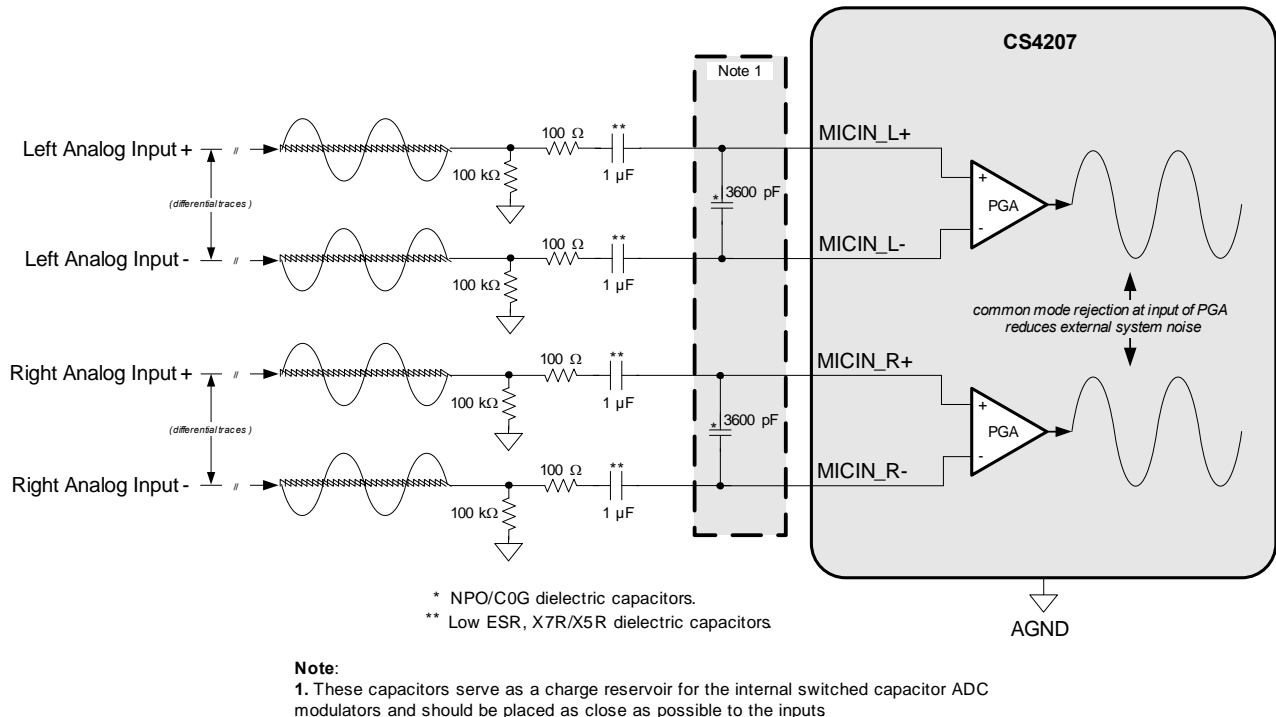 CS4207
Note 1
Left Analog Input +
(differential traces)
Left Analog Input -
100 Ω
**
1 µF
100 kΩ
100 Ω
**
1 µF
100 kΩ
* 3600 pF
MICIN_L+
MICIN_L-
+
-
PGA
common mode rejection at input of PGA
reduces external system noise
Right Analog Input +
(differential traces)
Right Analog Input -
100 Ω
**
1 µF
100 kΩ
100 Ω
**
1 µF
100 kΩ
* 3600 pF
MICIN_R+
MICIN_R-
+
-
PGA
AGND
* NPO/C0G dielectric capacitors.
** Low ESR, X7R/X5R dielectric capacitors.
Note:
1. These capacitors serve as a charge reservoir for the internal switched capacitor ADC
modulators and should be placed as close as possible to the inputs